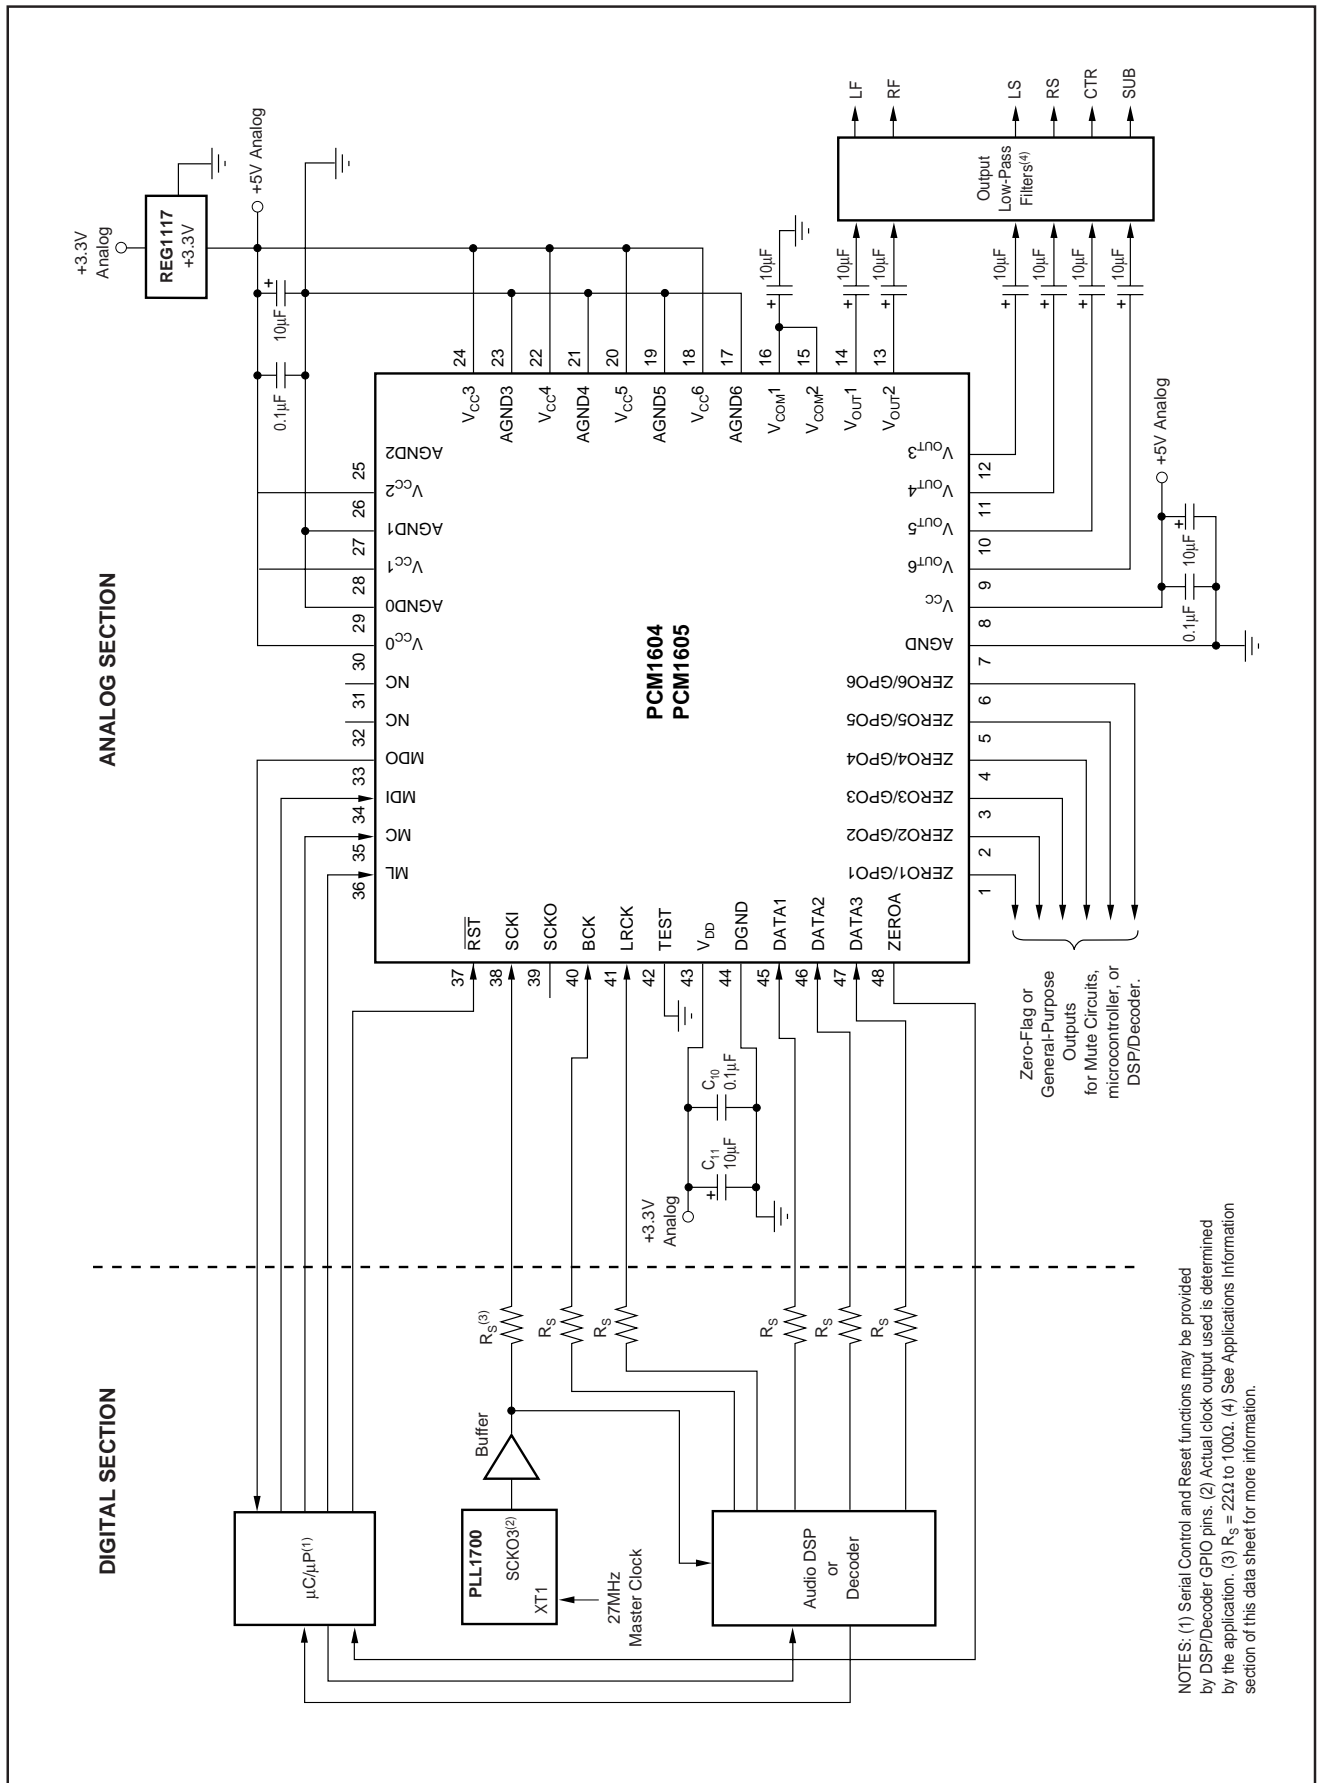 DIGITAL SECTION
ANALOG SECTION
µC/µP(1)
PLL1700
SCKO3(2)
XT1
27MHz
Master Clock
Buffer
Audio DSP
or
Decoder
RS(3)
RS
RS
RS
RS
RS
+3.3V
Analog
C11
10µF
+
C10
0.1µF
RST
37
SCKI
38
SCKO
39
BCK
40
LRCK
41
TEST
42
VDD
43
DGND
44
DATA1
45
DATA2
46
DATA3
47
ZEROA
48
ML
36
MC
35
MDI
34
MDO
33
NC
32
NC
31
VCC0
30
AGND0
29
VCC1
28
AGND1
27
VCC2
26
AGND2
25
PCM1604
PCM1605
ZERO1/GPO1
1
ZERO2/GPO2
2
ZERO3/GPO3
3
ZERO4/GPO4
4
ZERO5/GPO5
5
ZERO6/GPO6
6
AGND
7
VCC
8
VOUT6
9
VOUT5
10
VOUT4
11
VOUT3
12
VCC3
24
AGND3
23
VCC4
22
AGND4
21
VCC5
20
AGND5
19
VCC6
18
AGND6
17
VCOM1
16
VCOM2
15
VOUT1
14
VOUT2
13
0.1µF
10µF
+
+3.3V
Analog
REG1117
+3.3V
+5V Analog
+
10µF
+
10µF
+
10µF
+
10µF
+
10µF
+
10µF
+
10µF
Output
Low-Pass
Filters(4)
LF
RF
LS
RS
CTR
SUB
+5V Analog
0.1µF
10µF
+
Zero-Flag or
General-Purpose
Outputs
for Mute Circuits,
microcontroller, or
DSP/Decoder.
NOTES: (1) Serial Control and Reset functions may be provided
by DSP/Decoder GPIO pins. (2) Actual clock output used is determined
by the application. (3) RS = 22Ω to 100Ω. (4) See Applications Information
section of this data sheet for more information.